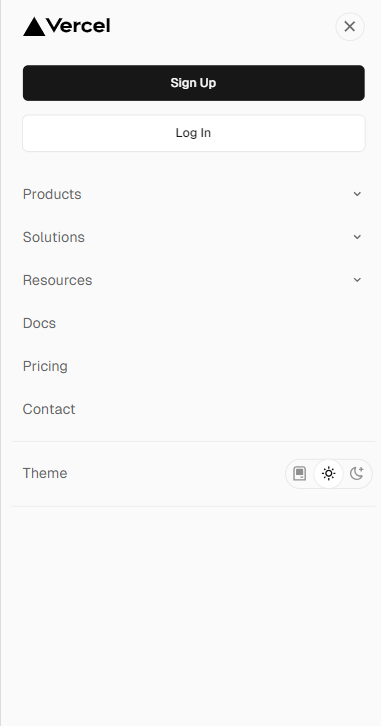 Vercel
Sign Up
Log In
Products
Solutions
Resources
Docs
Pricing
Contact
Theme